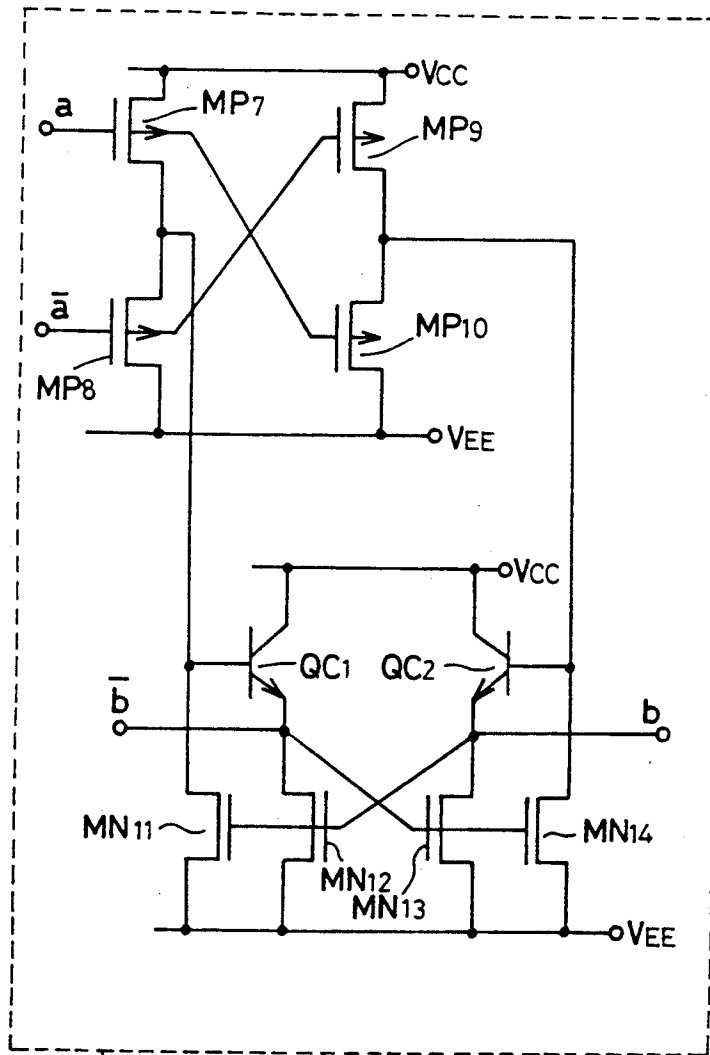 VCC
a
MP7
MP9
ā
MP10
MP8
VEE
VCC
QC1
QC2
b̄
b
MN11
MN12
MN13
MN14
VEE